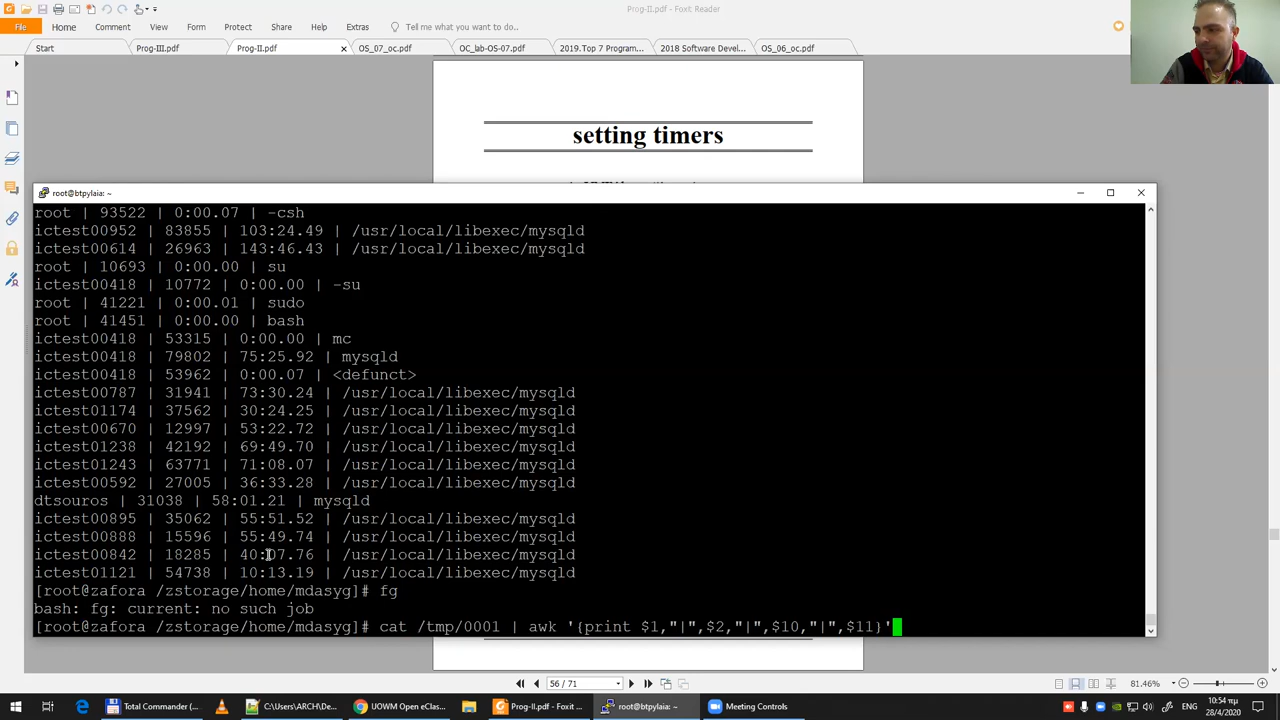 Prog-II.pdf - Foxit Reader
File Home Comment View Form Protect Share Help Extras Tell me what you want to do...
Start Prog-III.pdf Prog-II.pdf OS_07_oc.pdf OC_lab-OS-07.pdf 2019.Top 7 Program... 2018 Software Devel... OS_06_oc.pdf
setting timers
root@btpylaia: ~
root | 93522 | 0:00.07 | -csh
ictest00952 | 83855 | 103:24.49 | /usr/local/libexec/mysqld
ictest00614 | 26963 | 143:46.43 | /usr/local/libexec/mysqld
root | 10693 | 0:00.00 | su
ictest00418 | 10772 | 0:00.00 | -su
root | 41221 | 0:00.01 | sudo
root | 41451 | 0:00.00 | bash
ictest00418 | 53315 | 0:00.00 | mc
ictest00418 | 79802 | 75:25.92 | mysqld
ictest00418 | 53962 | 0:00.07 | <defunct>
ictest00787 | 31941 | 73:30.24 | /usr/local/libexec/mysqld
ictest01174 | 37562 | 30:24.25 | /usr/local/libexec/mysqld
ictest00670 | 12997 | 53:22.72 | /usr/local/libexec/mysqld
ictest01238 | 42192 | 69:49.70 | /usr/local/libexec/mysqld
ictest01243 | 63771 | 71:08.07 | /usr/local/libexec/mysqld
ictest00592 | 27005 | 36:33.28 | /usr/local/libexec/mysqld
dtsouros | 31038 | 58:01.21 | mysqld
ictest00895 | 35062 | 55:51.52 | /usr/local/libexec/mysqld
ictest00888 | 15596 | 55:49.74 | /usr/local/libexec/mysqld
ictest00842 | 18285 | 40:07.76 | /usr/local/libexec/mysqld
ictest01121 | 54738 | 10:13.19 | /usr/local/libexec/mysqld
[root@zafora /zstorage/home/mdasyg]# fg
bash: fg: current: no such job
[root@zafora /zstorage/home/mdasyg]# cat /tmp/0001 | awk '{print $1,"|",$2,"|",$10,"|",$11}'
56 / 71 81.46%
Total Commander (... C:\Users\ARCH\De... UOWM Open eClass... Prog-II.pdf - Foxit ... root@btpylaia: ~ Meeting Controls 10:54 πμ
28/4/2020